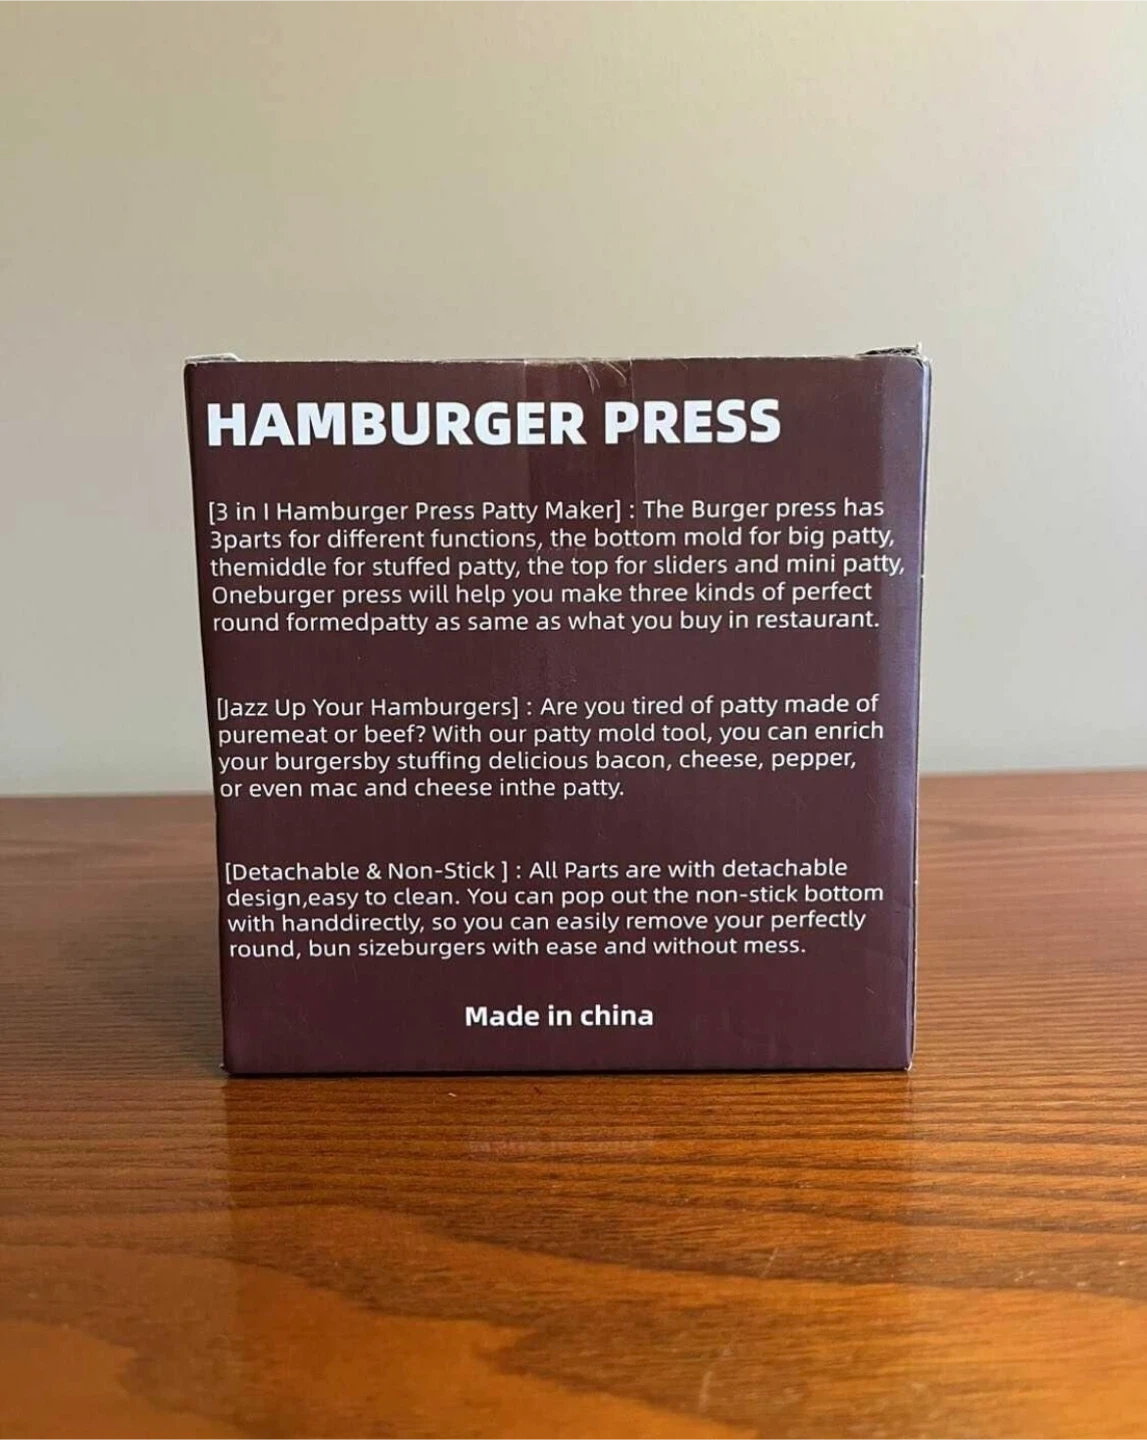 HAMBURGER PRESS
[3 in I Hamburger Press Patty Maker] : The Burger press has
3parts for different functions, the bottom mold for big patty,
themiddle for stuffed patty, the top for sliders and mini patty,
Oneburger press will help you make three kinds of perfect
round formedpatty as same as what you buy in restaurant.
[Jazz Up Your Hamburgers] : Are you tired of patty made of
puremeat or beef? With our patty mold tool, you can enrich
your burgersby stuffing delicious bacon, cheese, pepper,
or even mac and cheese inthe patty.
[Detachable & Non-Stick ] : All Parts are with detachable
design,easy to clean. You can pop out the non-stick bottom
with handdirectly, so you can easily remove your perfectly
round, bun sizeburgers with ease and without mess.
Made in china